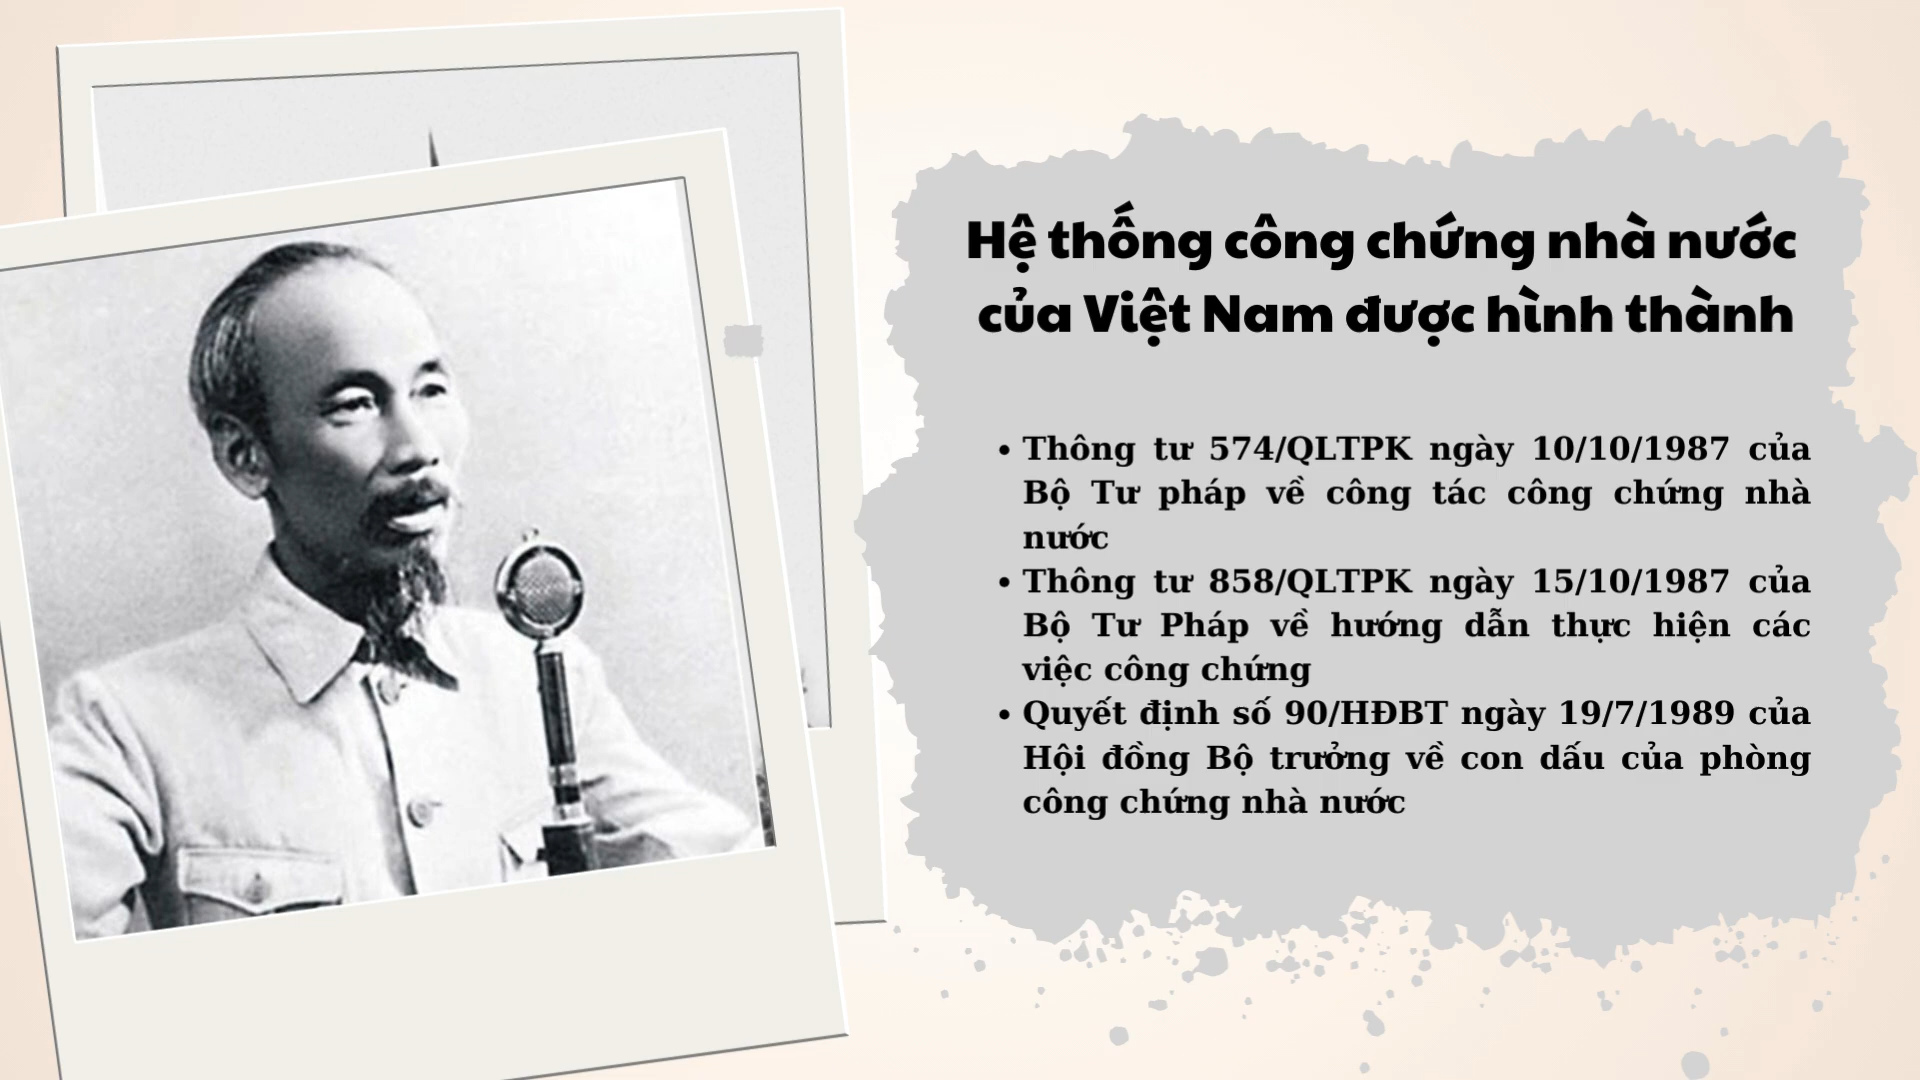 Hệ thống công chứng nhà nước
của Việt Nam được hình thành
• Thông tư 574/QLTPK ngày 10/10/1987 của
Bộ Tư pháp về công tác công chứng nhà
nước
• Thông tư 858/QLTPK ngày 15/10/1987 của
Bộ Tư Pháp về hướng dẫn thực hiện các
việc công chứng
• Quyết định số 90/HĐBT ngày 19/7/1989 của
Hội đồng Bộ trưởng về con dấu của phòng
công chứng nhà nước